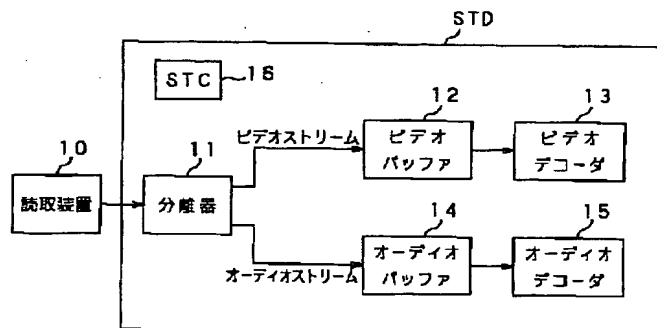 STD
16
STC
12
13
ビデオストリーム
ビデオ
バッファ
ビデオ
デコーダ
10
11
読取装置
分離器
14
15
オーディオストリーム
オーディオ
バッファ
オーディオ
デコーダ